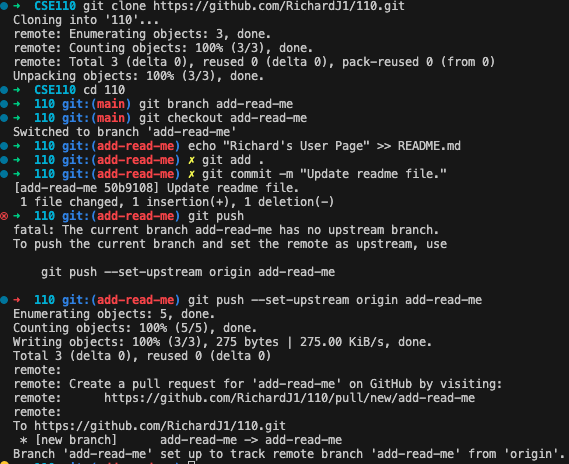 ➜ CSE110 git clone https://github.com/RichardJ1/110.git
Cloning into '110'...
remote: Enumerating objects: 3, done.
remote: Counting objects: 100% (3/3), done.
remote: Total 3 (delta 0), reused 0 (delta 0), pack-reused 0 (from 0)
Unpacking objects: 100% (3/3), done.
➜ CSE110 cd 110
➜ 110 git:(main) git branch add-read-me
➜ 110 git:(main) git checkout add-read-me
Switched to branch 'add-read-me'
➜ 110 git:(add-read-me) echo "Richard's User Page" >> README.md
➜ 110 git:(add-read-me) ✗ git add .
➜ 110 git:(add-read-me) ✗ git commit -m "Update readme file."
[add-read-me 50b9108] Update readme file.
1 file changed, 1 insertion(+), 1 deletion(-)
➜ 110 git:(add-read-me) git push
fatal: The current branch add-read-me has no upstream branch.
To push the current branch and set the remote as upstream, use
git push --set-upstream origin add-read-me
➜ 110 git:(add-read-me) git push --set-upstream origin add-read-me
Enumerating objects: 5, done.
Counting objects: 100% (5/5), done.
Writing objects: 100% (3/3), 275 bytes | 275.00 KiB/s, done.
Total 3 (delta 0), reused 0 (delta 0)
remote:
remote: Create a pull request for 'add-read-me' on GitHub by visiting:
remote: https://github.com/RichardJ1/110/pull/new/add-read-me
remote:
To https://github.com/RichardJ1/110.git
* [new branch] add-read-me -> add-read-me
Branch 'add-read-me' set up to track remote branch 'add-read-me' from 'origin'.